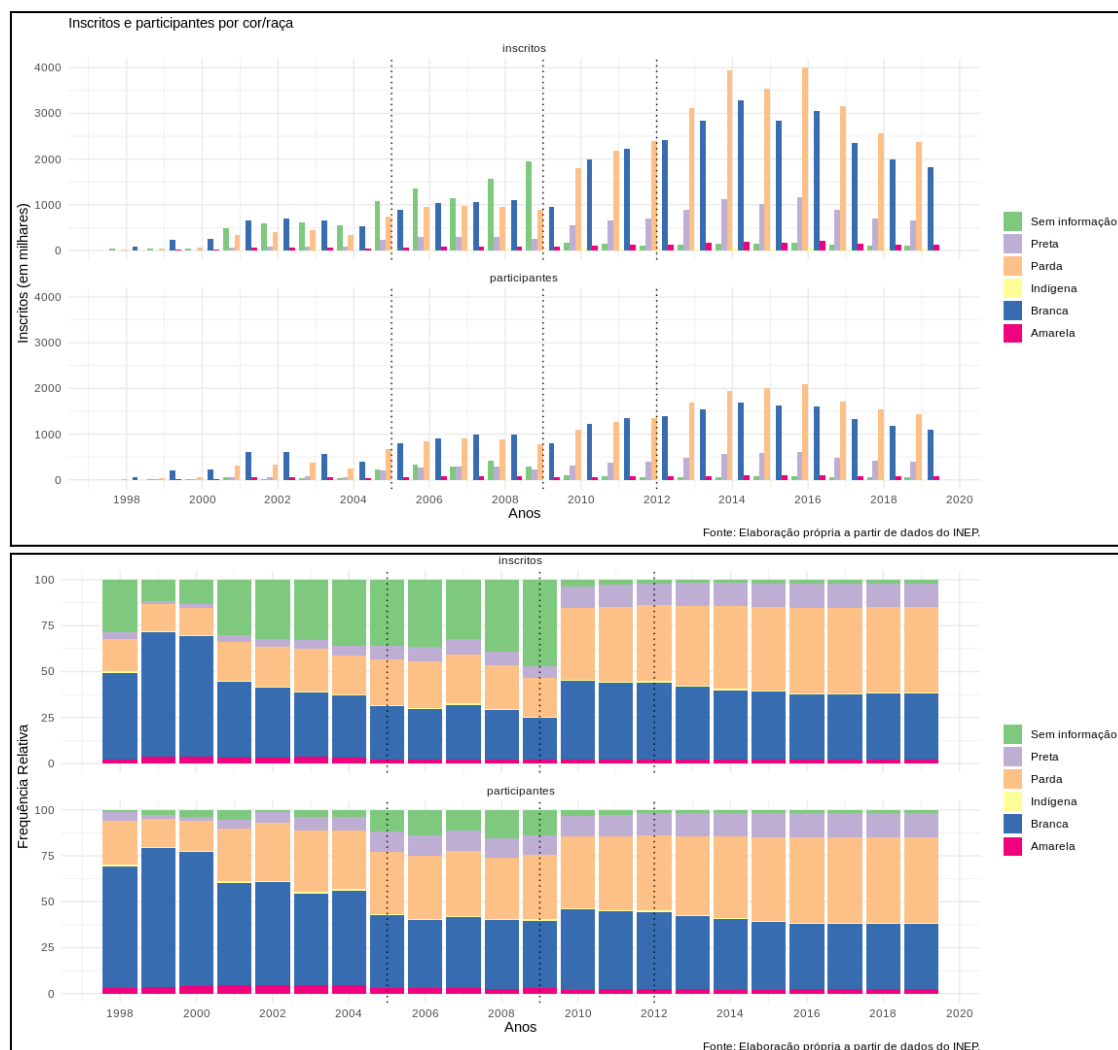 Inscritos e participantes por cor/raça
inscritos
4000
3000
2000
1000
0
participantes
4000
3000
2000
1000
0
1998 2000 2002 2004 2006 2008 2010 2012 2014 2016 2018 2020
Inscritos (em milhares)
Anos
Sem informação
Preta
Parda
Indígena
Branca
Amarela
Fonte: Elaboração própria a partir de dados do INEP.
inscritos
100
75
50
25
0
participantes
100
75
50
25
0
1998 2000 2002 2004 2006 2008 2010 2012 2014 2016 2018 2020
Frequência Relativa
Anos
Sem informação
Preta
Parda
Indígena
Branca
Amarela
Fonte: Elaboração própria a partir de dados do INEP.